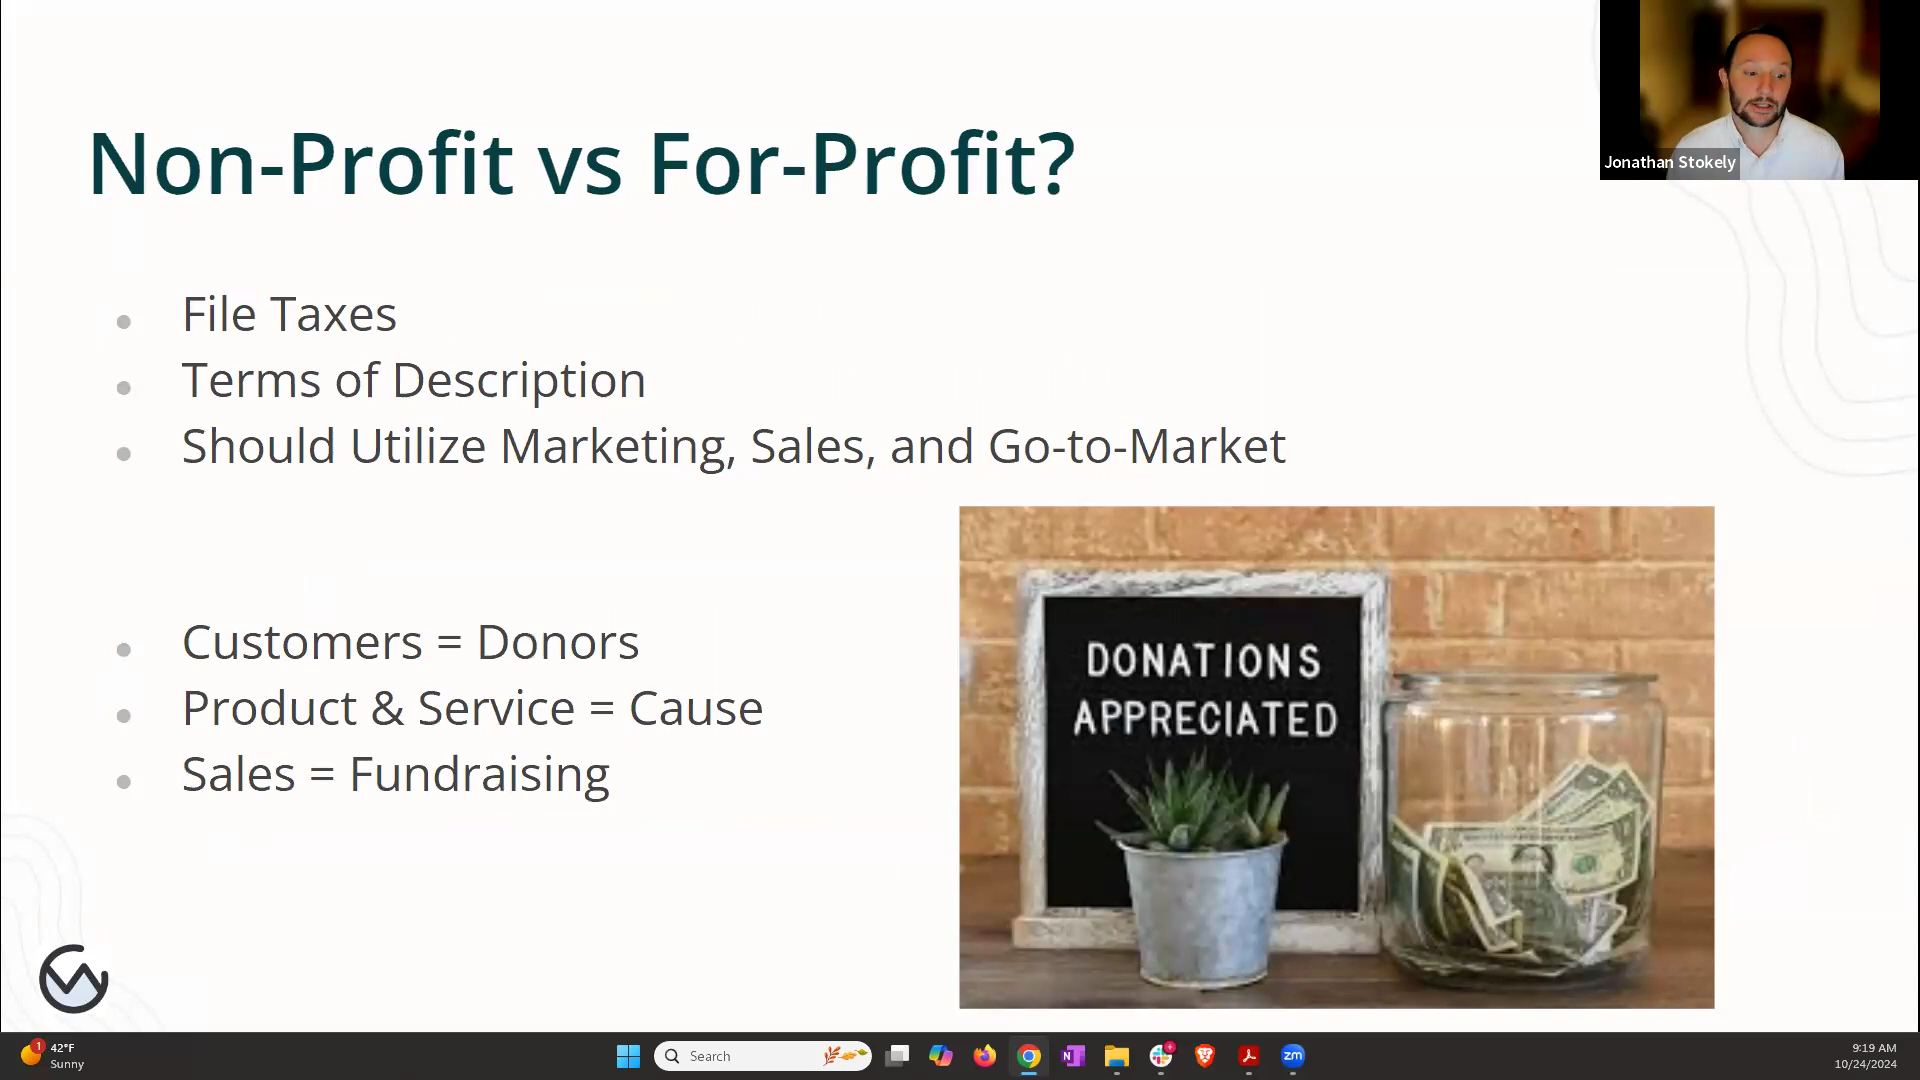 Non-Profit vs For-Profit?
Jonathan Stokely
File Taxes
Terms of Description
Should Utilize Marketing, Sales, and Go-to-Market
Customers = Donors
Product & Service = Cause
Sales = Fundraising
DONATIONS
APPRECIATED
1
42°F
Sunny
Search
N
zm
9:19 AM
10/24/2024